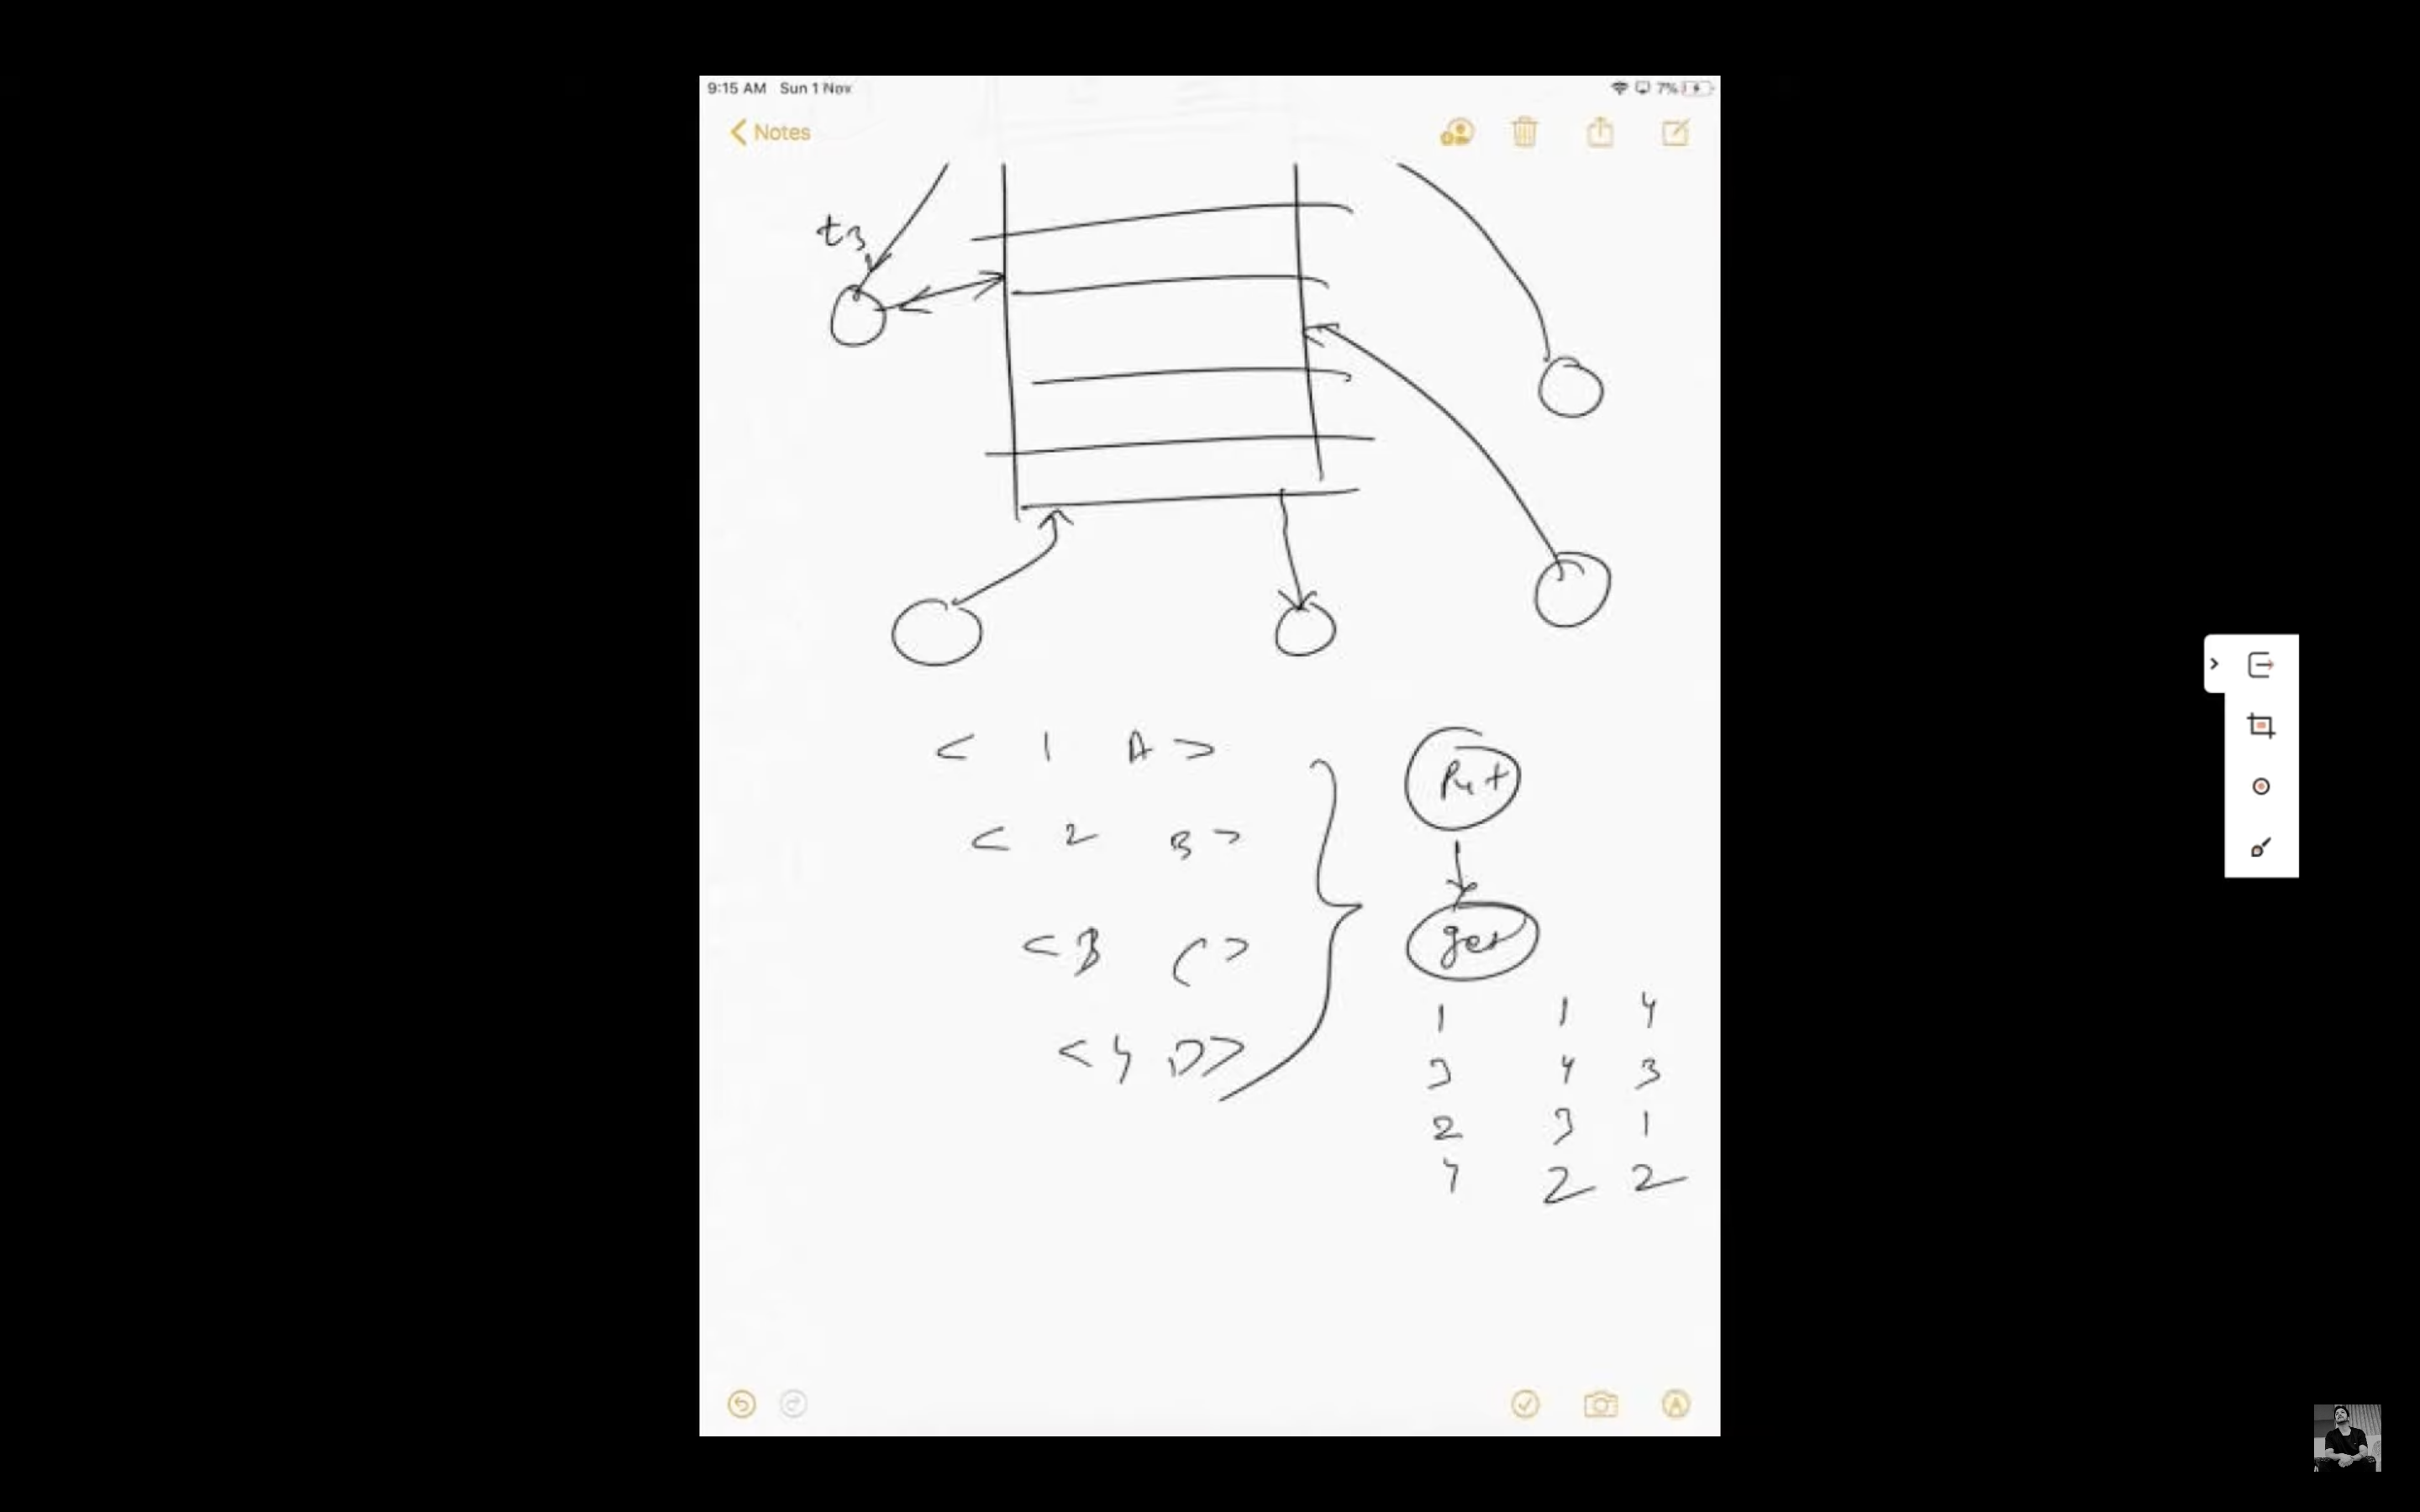 9:15 AM Sun 1 Nov 7%
Notes
t3
< 1 A >
< 2 B >
< 3 C >
< 4 D >
Put
get
1 1 4
3 4 3
2 3 1
4 2 2